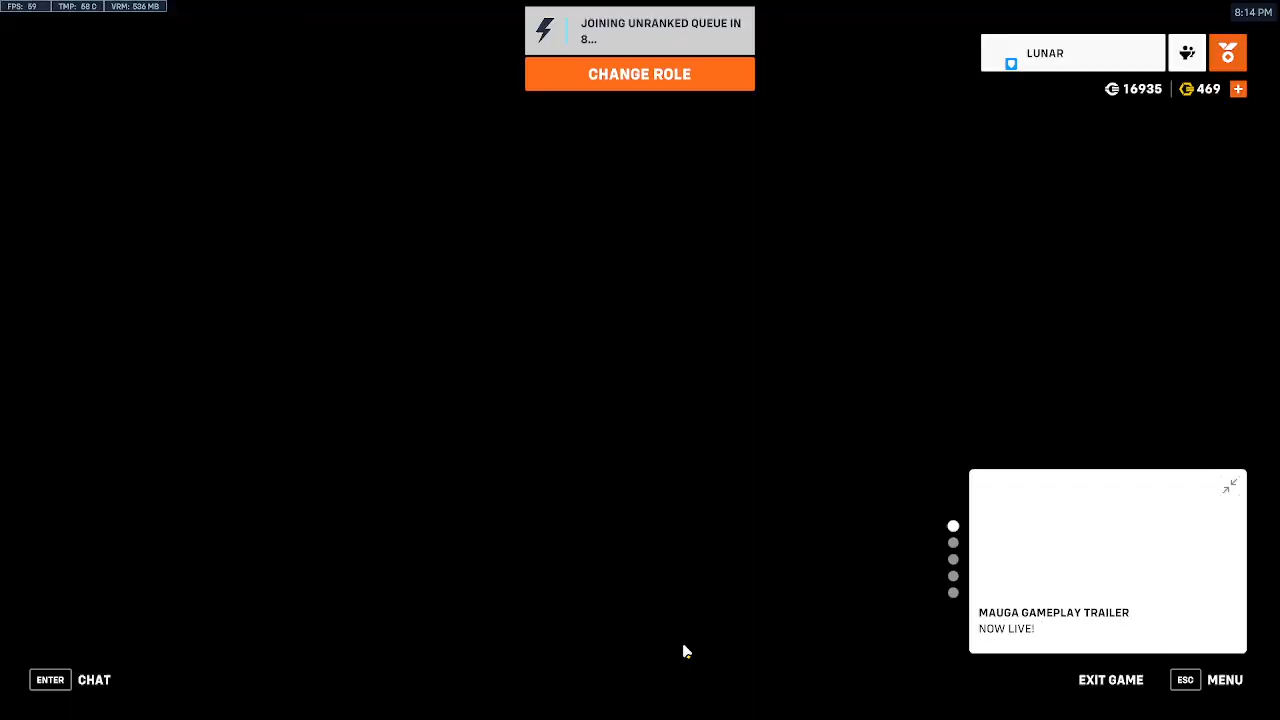 FPS: 59 TMP: 58 C VRM: 536 MB
JOINING UNRANKED QUEUE IN
8...
CHANGE ROLE
8:14 PM
LUNAR
16935 469 +
MAUGA GAMEPLAY TRAILER
NOW LIVE!
ENTER CHAT
EXIT GAME ESC MENU